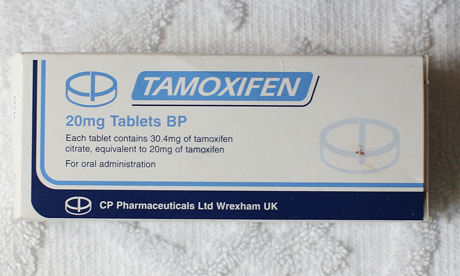 TAMOXIFEN
20mg Tablets BP
Each tablet contains 30.4mg of tamoxifen
citrate, equivalent to 20mg of tamoxifen
For oral administration
CP Pharmaceuticals Ltd Wrexham UK